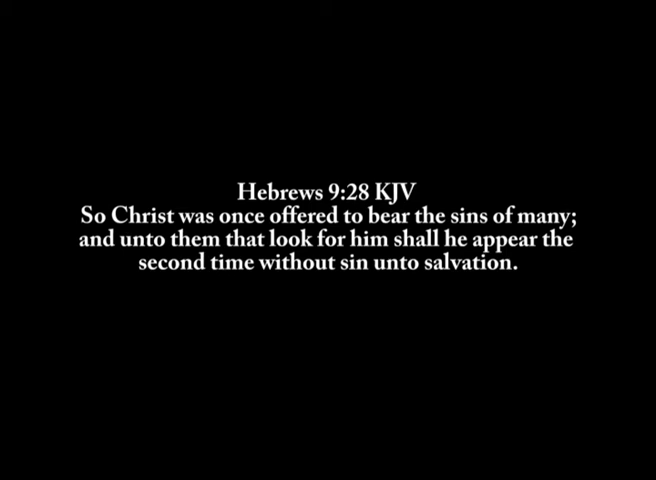 Hebrews 9:28 KJV
So Christ was once offered to bear the sins of many;
and unto them that look for him shall he appear the
second time without sin unto salvation.